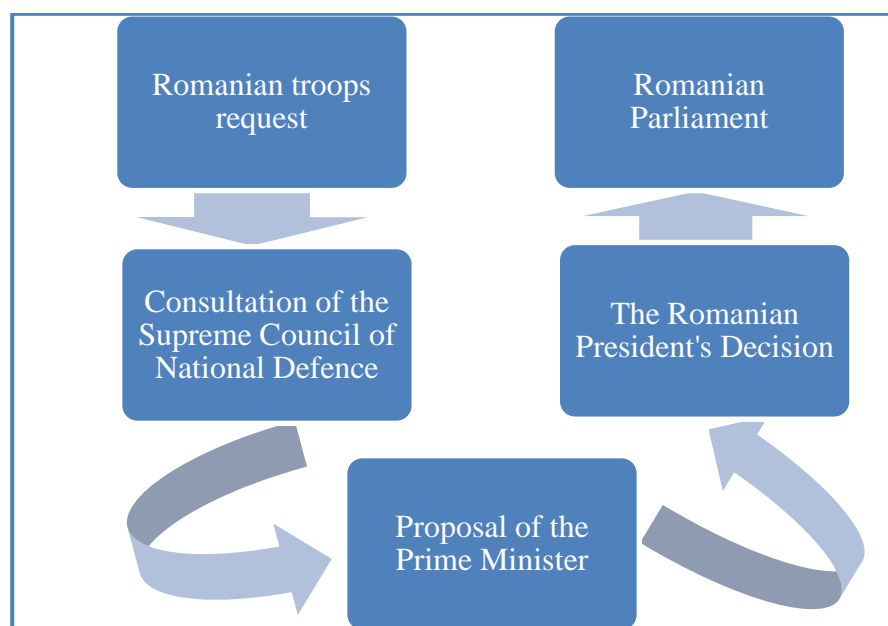 Romanian troops
request
Consultation of the
Supreme Council of
National Defence
Proposal of the
Prime Minister
The Romanian
President's Decision
Romanian
Parliament